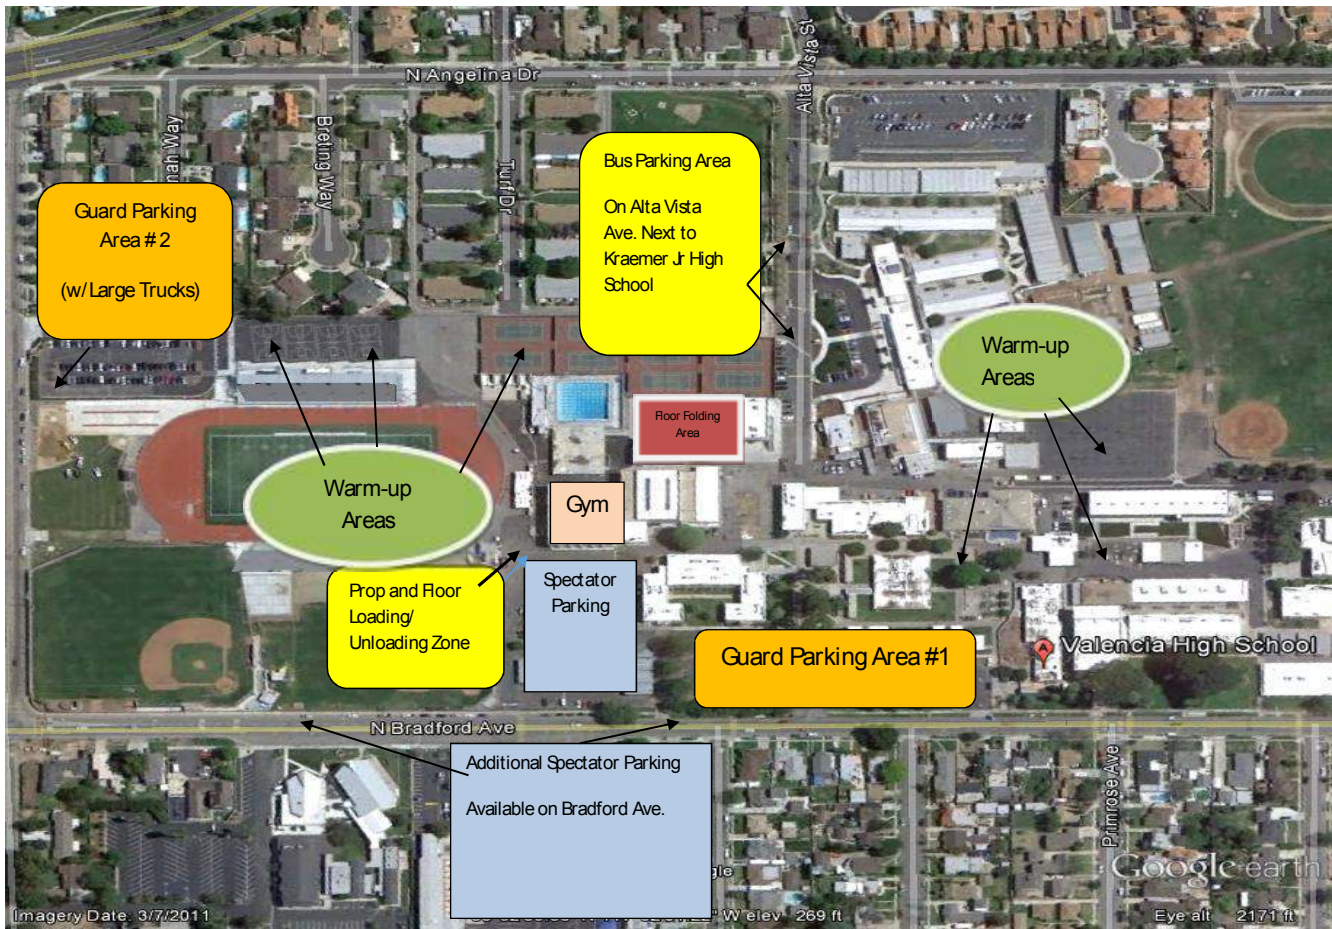 N Angelina Dr
Alta Vista St
nah Way
Breting Way
Turf Dr
Bus Parking Area
On Alta Vista
Ave. Next to
Kraemer Jr High
School
Guard Parking
Area # 2
(w/ Large Trucks)
Warm-up
Areas
Floor Folding
Area
Warm-up
Areas
Gym
Prop and Floor
Loading/
Unloading Zone
Spectator
Parking
Guard Parking Area #1
A
Valencia High School
N Bradford Ave
Additional Spectator Parking
Available on Bradford Ave.
Primrose Ave
Google earth
gle
Imagery Date: 3/7/2011
" W elev 269 ft
Eye alt 2171 ft